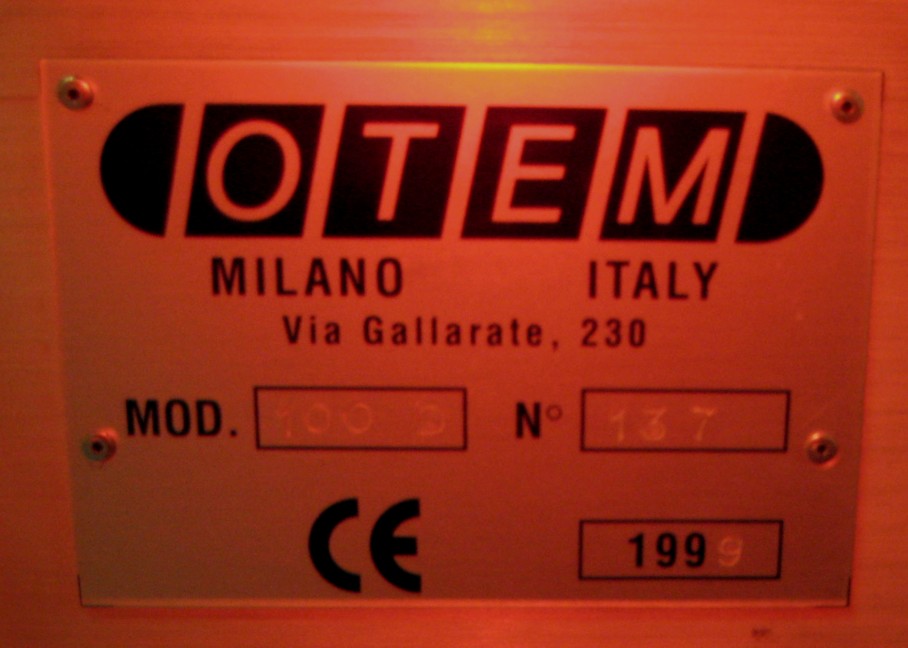 OTEM
MILANO ITALY
Via Gallarate, 230
MOD. 100 D N° 137
CE 1999